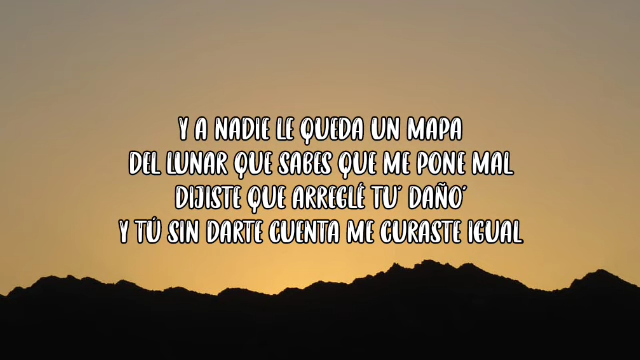 Y A NADIE LE QUEDA UN MAPA
DEL LUNAR QUE SABES QUE ME PONE MAL
DIJISTE QUE ARREGLÉ TU' DAÑO'
Y TÚ SIN DARTE CUENTA ME CURASTE IGUAL